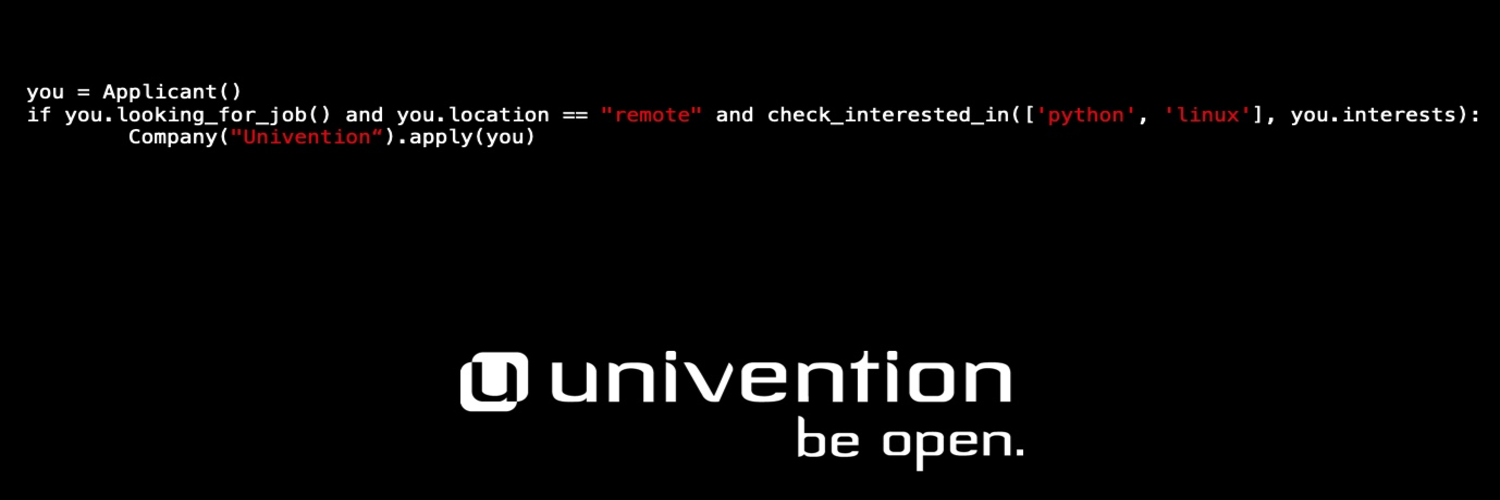 you = Applicant()
if you.looking_for_job() and you.location == "remote" and check_interested_in(['python', 'linux'], you.interests):
        Company("Univention“).apply(you)
u univention
be open.